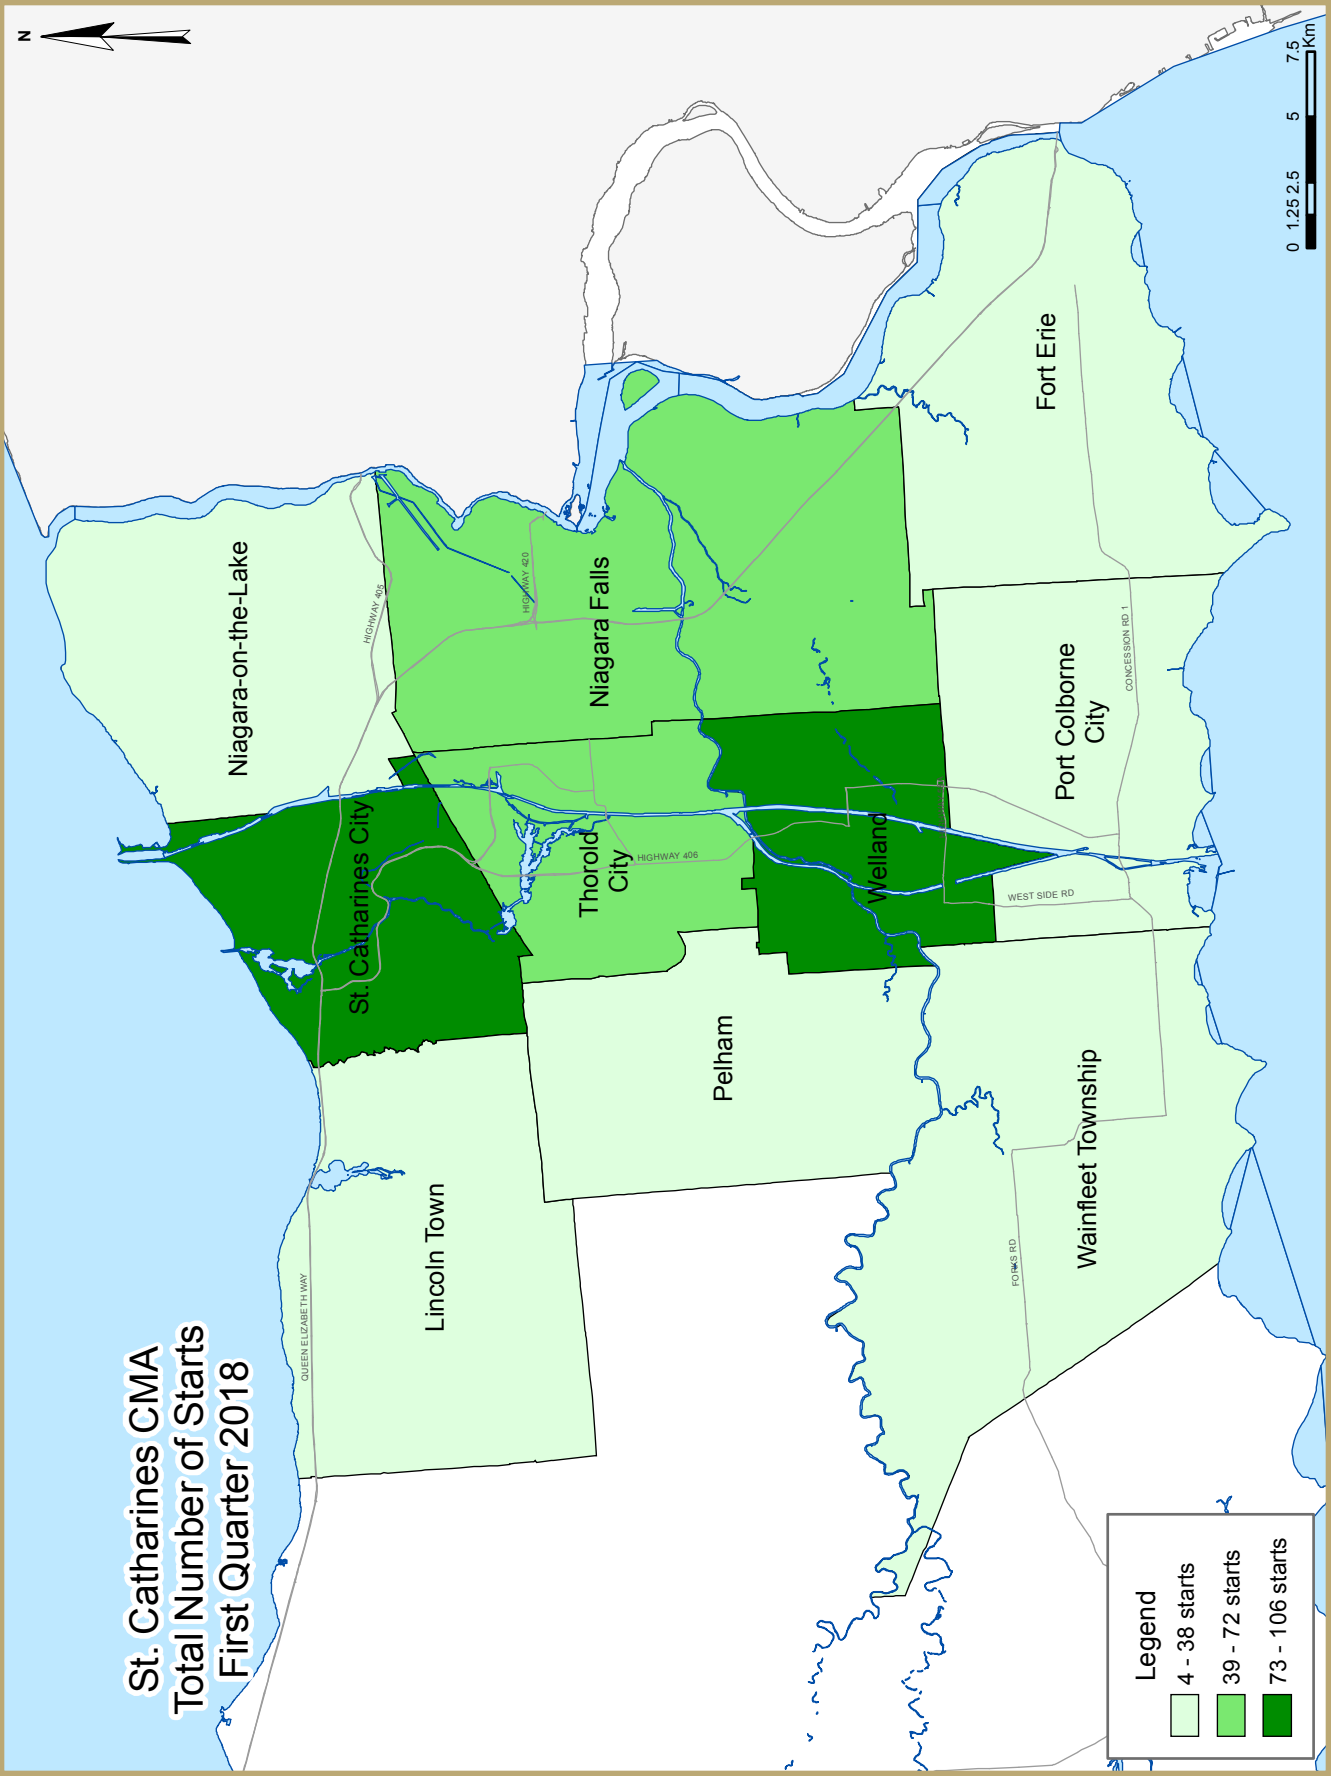 St. Catharines CMA
Total Number of Starts
First Quarter 2018
N
Niagara-on-the-Lake
HIGHWAY 405
St. Catharines City
QUEEN ELIZABETH WAY
Lincoln Town
HIGHWAY 420
Niagara Falls
Thorold
City
HIGHWAY 406
Pelham
Welland
Fort Erie
Port Colborne
City
CONCESSION RD 1
WEST SIDE RD
Wainfleet Township
FORKS RD
Legend
4 - 38 starts
39 - 72 starts
73 - 106 starts
0 1.25 2.5 5 7.5
Km